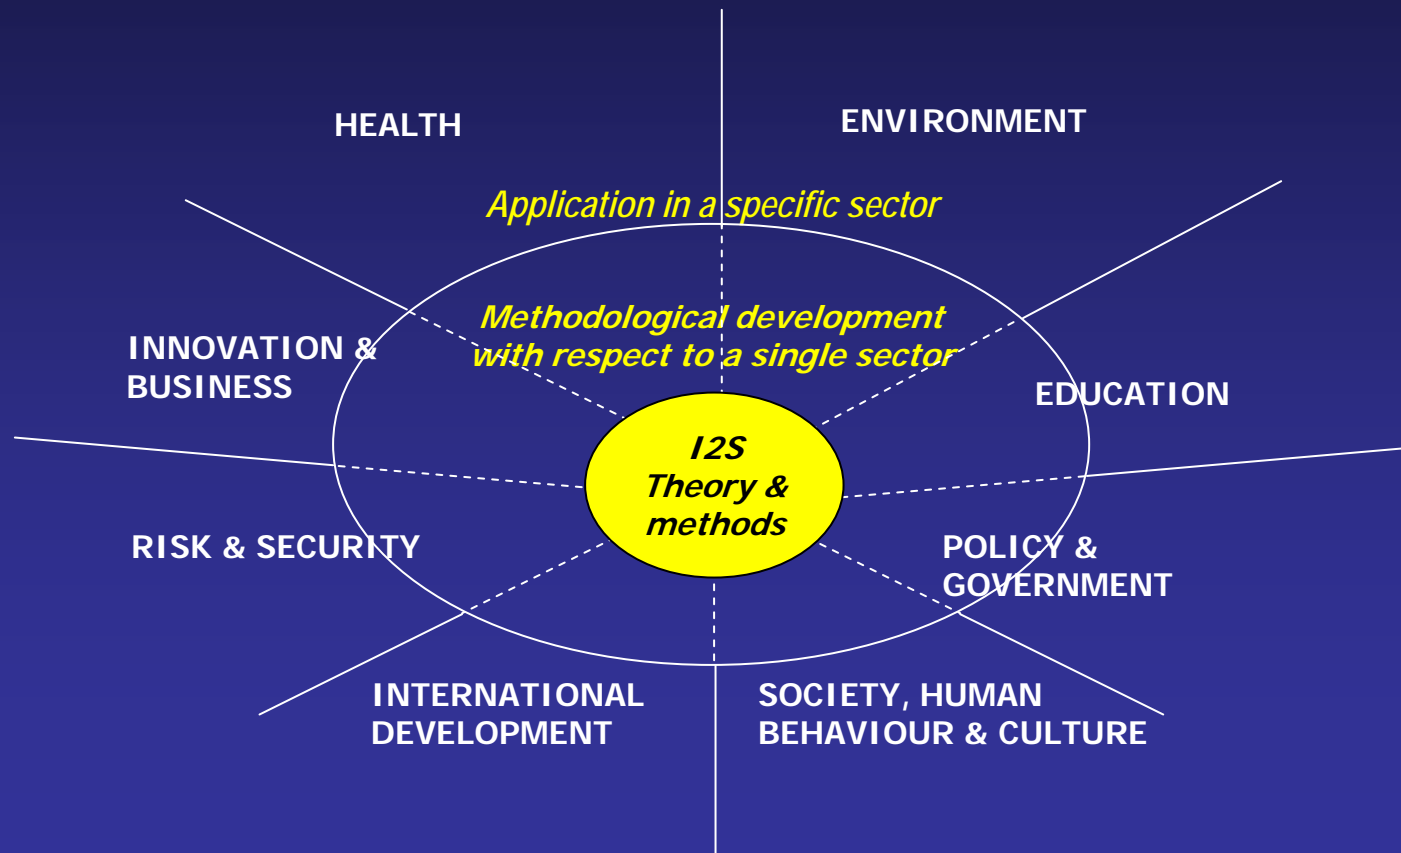 HEALTH
ENVIRONMENT
Application in a specific sector
Methodological development
with respect to a single sector
INNOVATION &
BUSINESS
EDUCATION
I2S
Theory &
methods
RISK & SECURITY
POLICY &
GOVERNMENT
INTERNATIONAL
DEVELOPMENT
SOCIETY, HUMAN
BEHAVIOUR & CULTURE